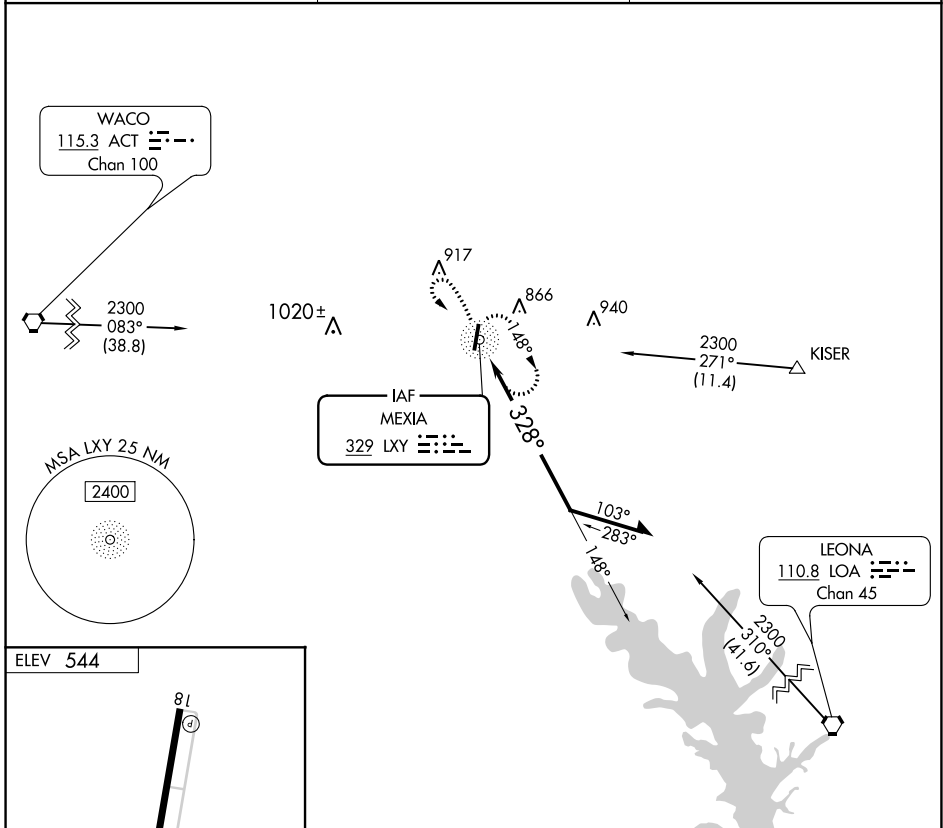 WACO
115.3 ACT
Chan 100
2300
083°
(38.8)
1020±
917
866
940
148°
2300
271°
(11.4)
KISER
IAF
MEXIA
329 LXY
328°
MSA LXY 25 NM
2400
103°
283°
148°
LEONA
110.8 LOA
Chan 45
2300
310°
(41.6)
ELEV 544
18
P